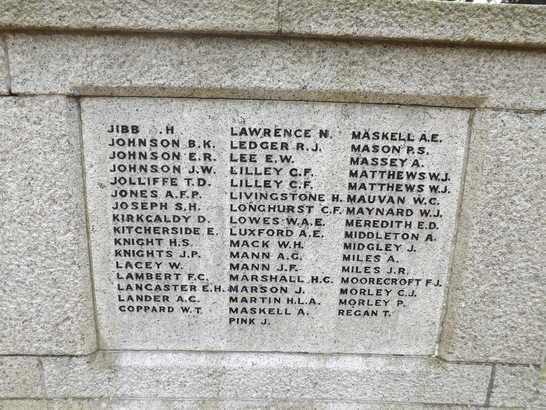 JIBB .H
JOHNSON B.K.
JOHNSON E.R.
JOHNSON J.W.
JOLLIFFE T.D.
JONES A.F.P.
JOSEPH S.H.
KIRKCALDY D.
KITCHERSIDE E.
KNIGHT H.S.
KNIGHTS J.P.
LACEY W.
LAMBERT F.C.
LANCASTER E.H.
LANDER A.C.
COPPARD W.T.
LAWRENCE N.
LEDGER R.J.
LEE E.W.
LILLEY C.F.
LILLEY C.F.
LIVINGSTONE H.
LONGHURST C.F.
LOWES W.A.E.
LUXFORD A.E.
MACK W.H.
MANN A.G.
MANN J.F.
MARSHALL H.C.
MARSON J.
MARTIN H.L.A.
MASKELL A.
PINK J.
MASKELL A.E.
MASON P.S.
MASSEY A.
MATTHEWS W.J.
MATTHEWS W.J.
MAUVAN W.C.
MAYNARD W.J.
MEREDITH E.D.
MIDDLETON A.
MIDGLEY J.
MILES A.
MILES J.R.
MOORECROFT F.J.
MORLEY C.J.
MORLEY P.
REGAN T.